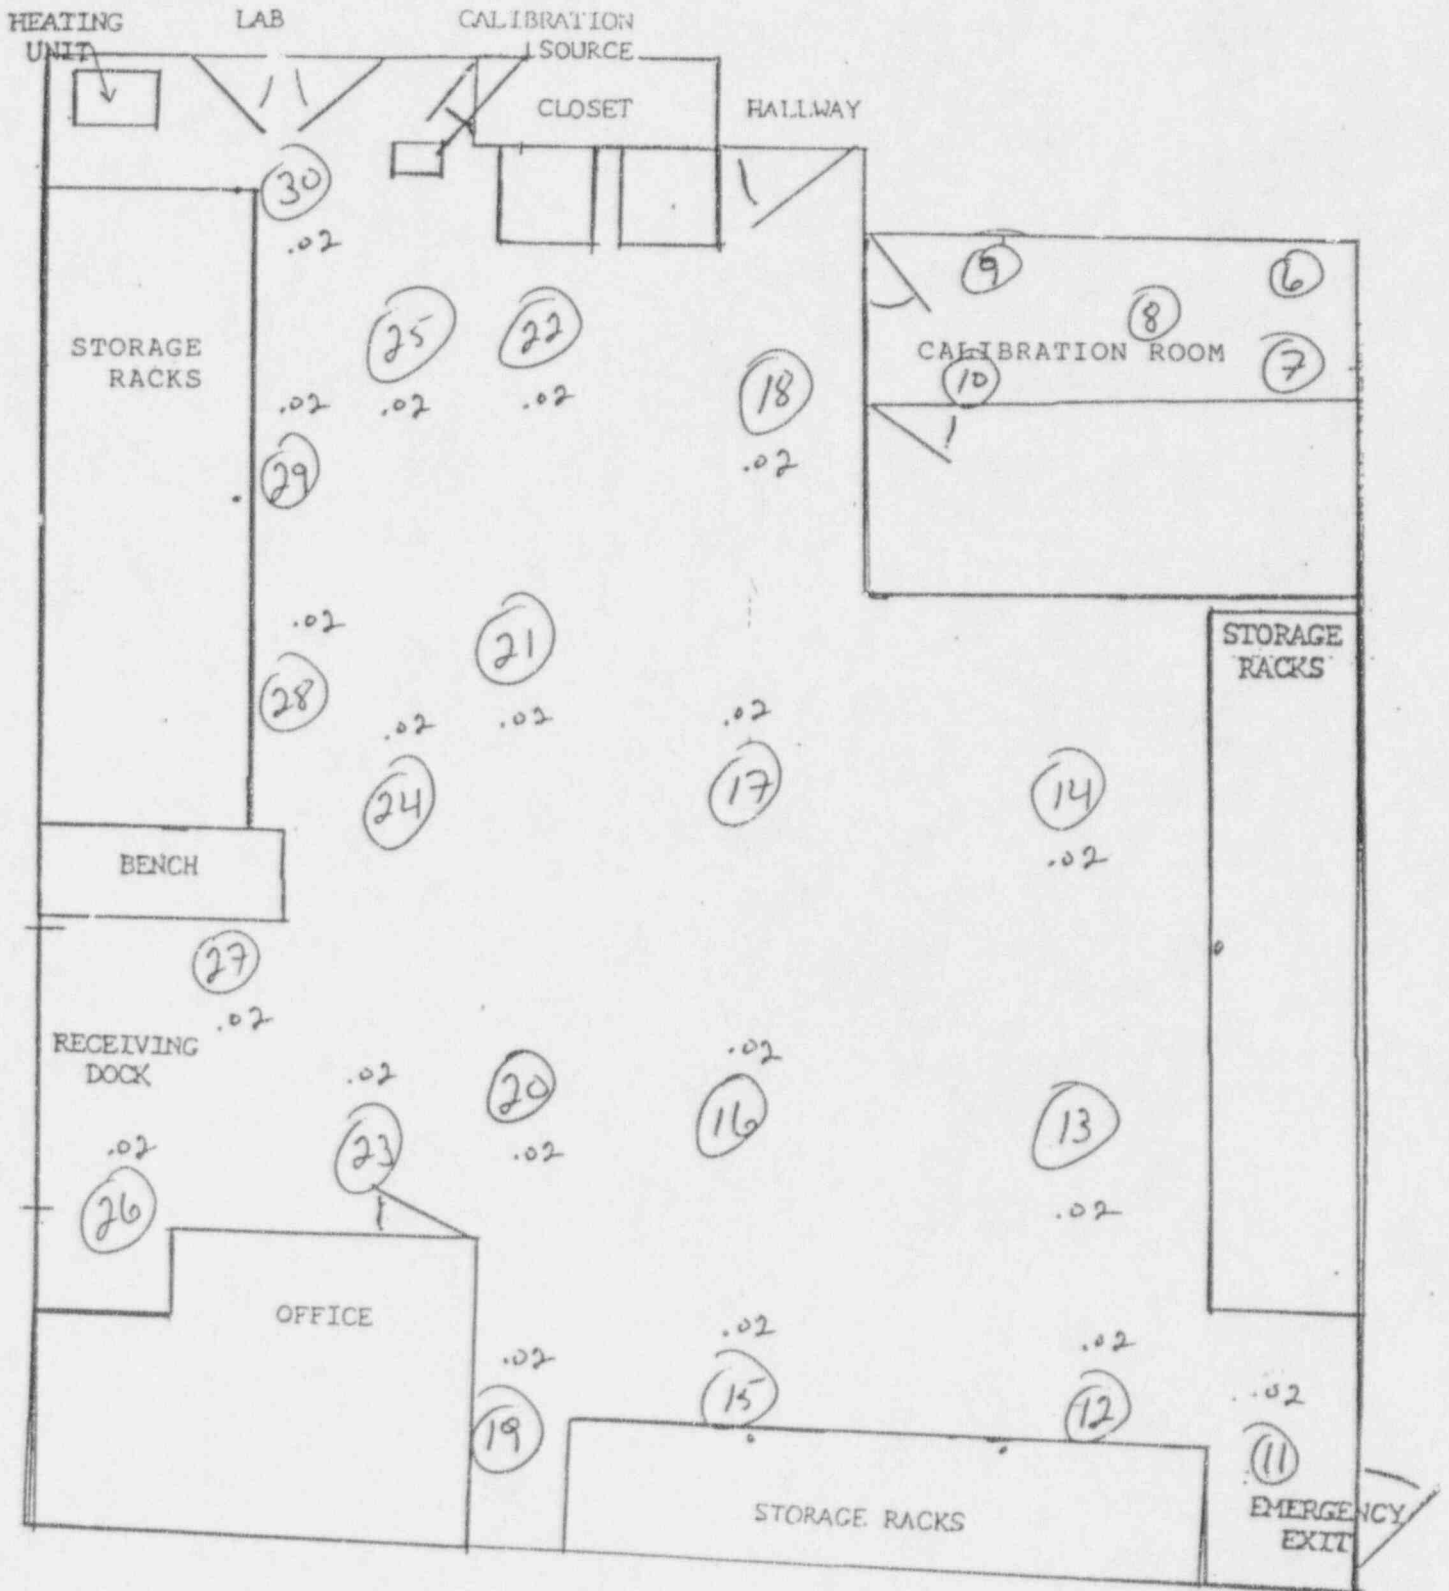 HEATING
UNIT
LAB
CALIBRATION
SOURCE
CLOSET
HALLWAY
30
.02
9
6
8
STORAGE
RACKS
25
22
CALIBRATION ROOM
7
18
10
.02
.02
.02
29
.02
.02
21
STORAGE
RACKS
28
.02
.02
.02
24
17
14
BENCH
.02
27
.02
RECEIVING
DOCK
.02
20
.02
16
13
.02
23
.02
26
.02
OFFICE
.02
.02
.02
.02
15
12
19
11
STORAGE RACKS
EMERGENCY
EXIT